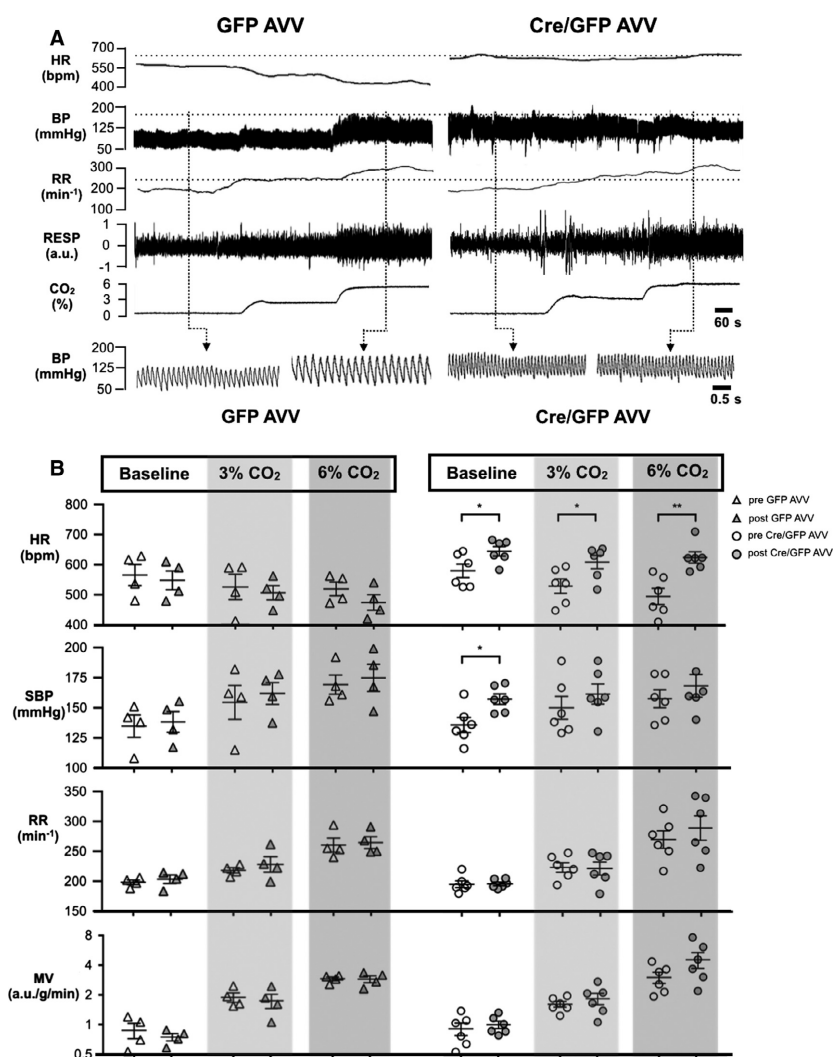 A
GFP AVV
Cre/GFP AVV
HR
(bpm)
700
550
400
BP
(mmHg)
200
125
50
RR
(min-1)
300
200
100
RESP
(a.u.)
1
0
-1
CO2
(%)
6
3
0
60 s
BP
(mmHg)
200
125
50
0.5 s
GFP AVV
Cre/GFP AVV
B
Baseline
3% CO2
6% CO2
Baseline
3% CO2
6% CO2
pre GFP AVV
post GFP AVV
pre Cre/GFP AVV
post Cre/GFP AVV
HR
(bpm)
800
700
600
500
400
*
*
**
SBP
(mmHg)
200
175
150
125
100
*
RR
(min-1)
350
300
250
200
150
MV
(a.u./g/min)
8
4
2
1
0.5